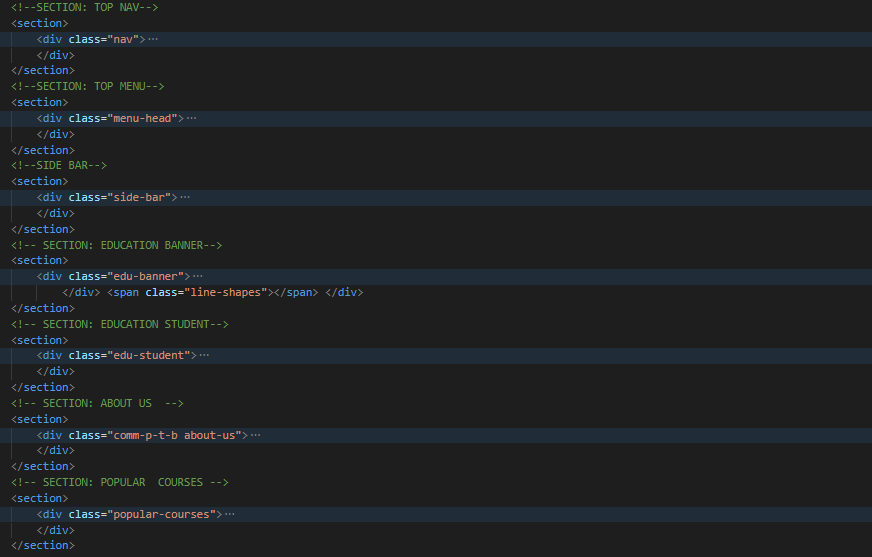 <!--SECTION: TOP NAV-->
<section>
    <div class="nav">···
    </div>
</section>
<!--SECTION: TOP MENU-->
<section>
    <div class="menu-head">···
    </div>
</section>
<!--SIDE BAR-->
<section>
    <div class="side-bar">···
    </div>
</section>
<!-- SECTION: EDUCATION BANNER-->
<section>
    <div class="edu-banner">···
        </div> <span class="line-shapes"></span> </div>
</section>
<!-- SECTION: EDUCATION STUDENT-->
<section>
    <div class="edu-student">···
    </div>
</section>
<!-- SECTION: ABOUT US  -->
<section>
    <div class="comm-p-t-b about-us">···
    </div>
</section>
<!-- SECTION: POPULAR  COURSES -->
<section>
    <div class="popular-courses">···
    </div>
</section>